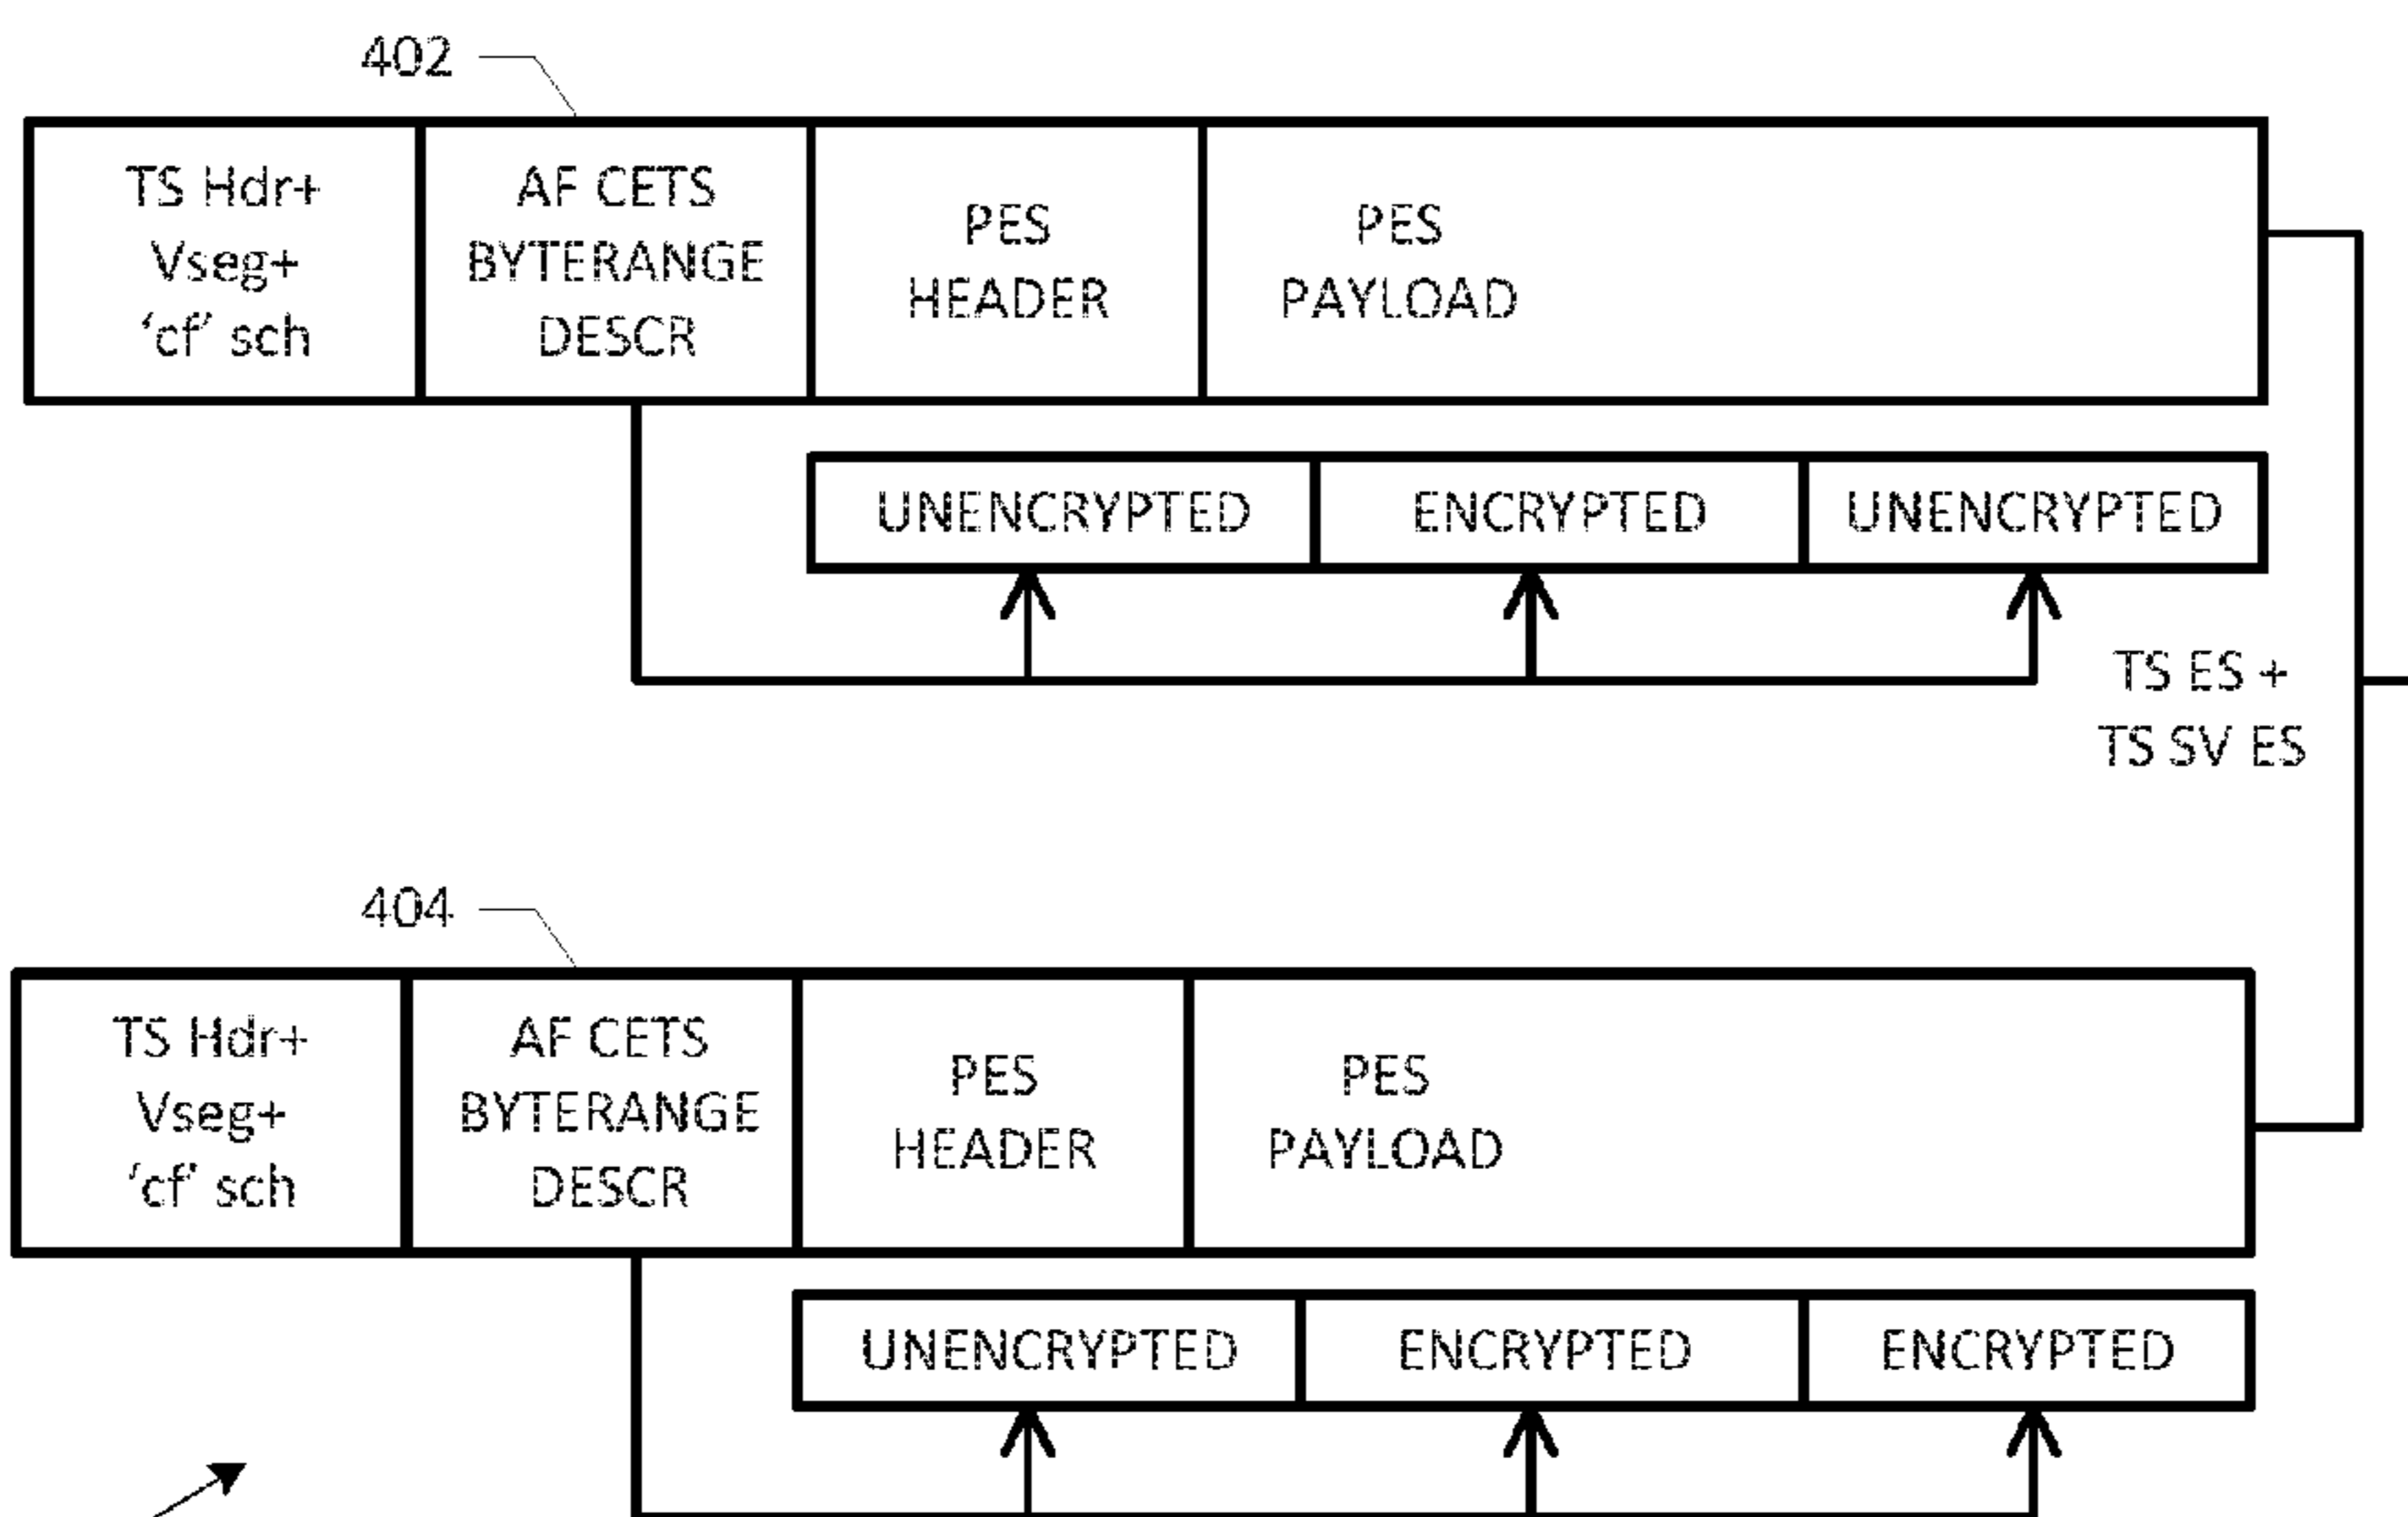 402
TS Hdr+
Vseg+
‘cf’ sch
AF CETS
BYTERANGE
DESCR
PES
HEADER
PES
PAYLOAD
UNENCRYPTED
ENCRYPTED
UNENCRYPTED
TS ES +
TS SV ES
404
TS Hdr+
Vseg+
‘cf’ sch
AF CETS
BYTERANGE
DESCR
PES
HEADER
PES
PAYLOAD
UNENCRYPTED
ENCRYPTED
ENCRYPTED